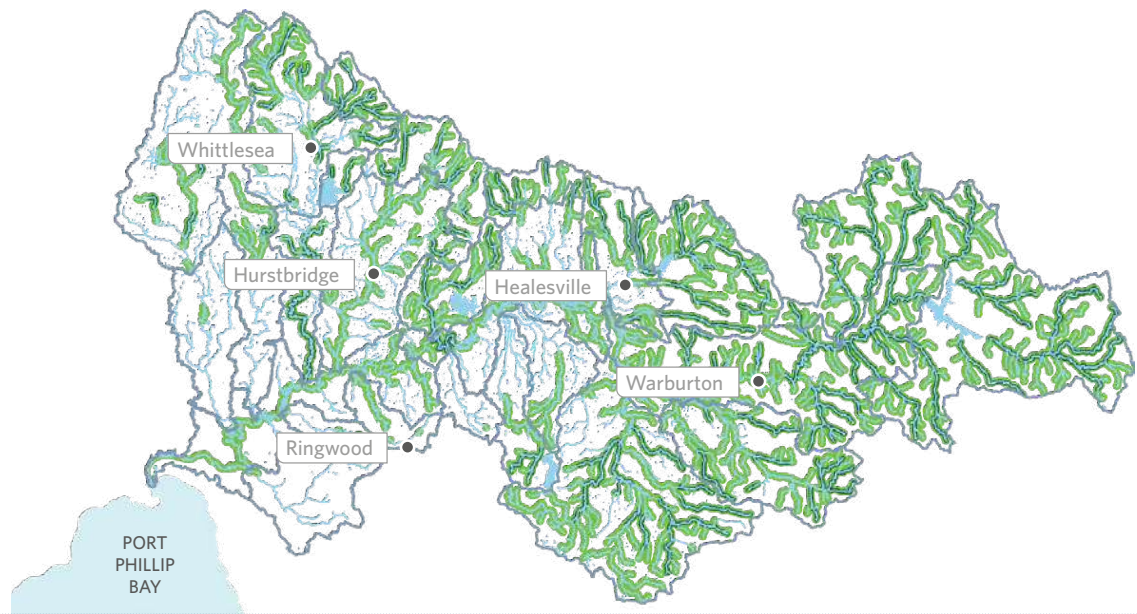 Whittlesea
Hurstbridge
Healesville
Warburton
Ringwood
PORT
PHILLIP
BAY